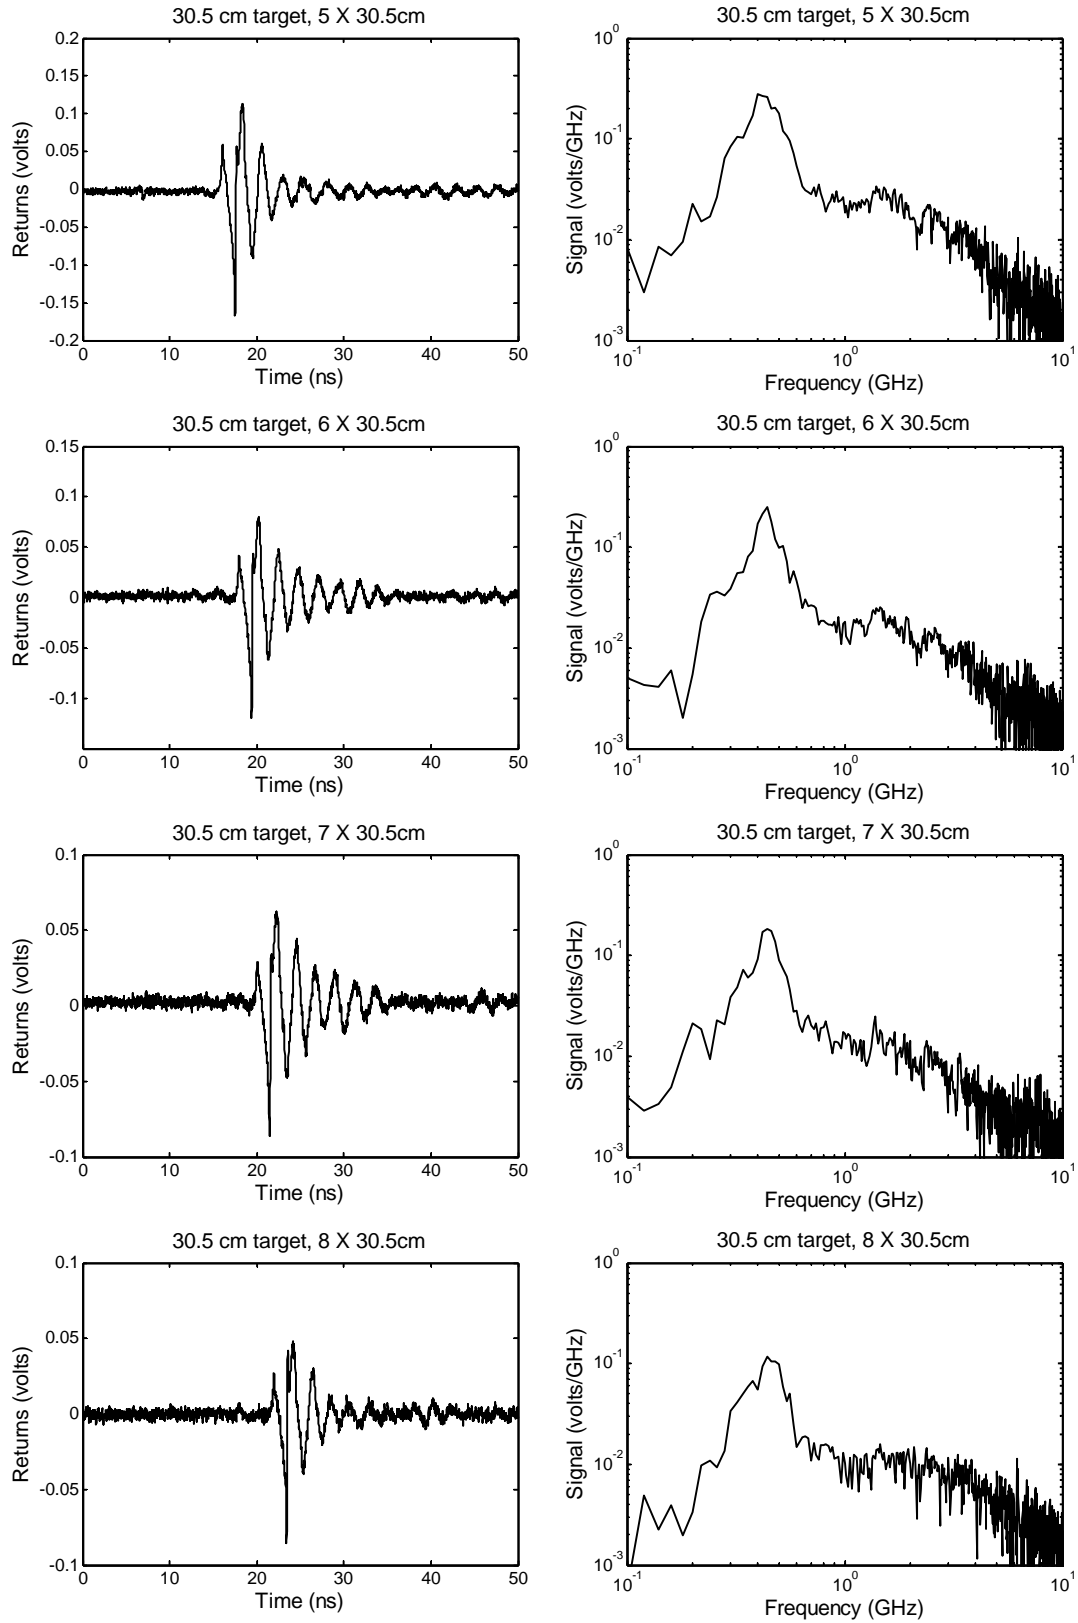 30.5 cm target, 5 X 30.5cm
0.2
0.15
0.1
0.05
0
-0.05
-0.1
-0.15
-0.2
Returns (volts)
0 10 20 30 40 50
Time (ns)
30.5 cm target, 5 X 30.5cm
10^0
10^-1
10^-2
10^-3
Signal (volts/GHz)
10^-1 10^0 10^1
Frequency (GHz)
30.5 cm target, 6 X 30.5cm
0.15
0.1
0.05
0
-0.05
-0.1
Returns (volts)
0 10 20 30 40 50
Time (ns)
30.5 cm target, 6 X 30.5cm
10^0
10^-1
10^-2
10^-3
Signal (volts/GHz)
10^-1 10^0 10^1
Frequency (GHz)
30.5 cm target, 7 X 30.5cm
0.1
0.05
0
-0.05
-0.1
Returns (volts)
0 10 20 30 40 50
Time (ns)
30.5 cm target, 7 X 30.5cm
10^0
10^-1
10^-2
10^-3
Signal (volts/GHz)
10^-1 10^0 10^1
Frequency (GHz)
30.5 cm target, 8 X 30.5cm
0.1
0.05
0
-0.05
-0.1
Returns (volts)
0 10 20 30 40 50
Time (ns)
30.5 cm target, 8 X 30.5cm
10^0
10^-1
10^-2
10^-3
Signal (volts/GHz)
10^-1 10^0 10^1
Frequency (GHz)